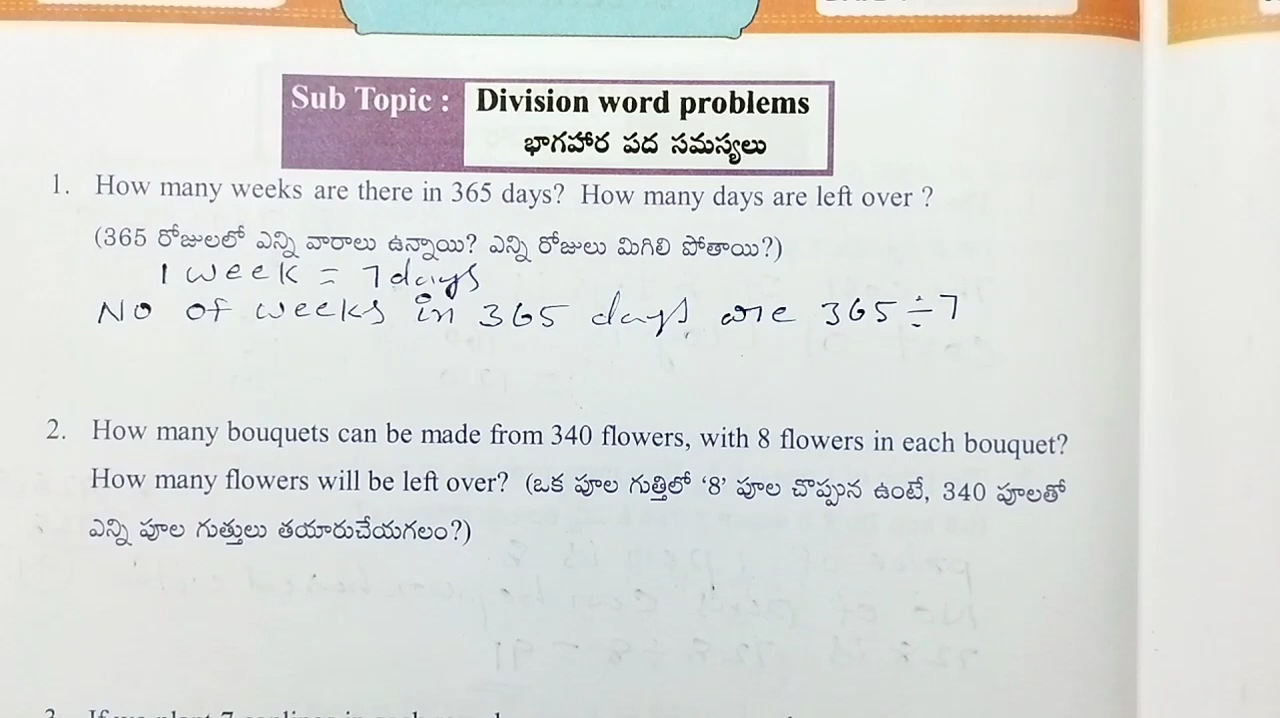 Sub Topic : Division word problems
భాగహార పద సమస్యలు
1. How many weeks are there in 365 days? How many days are left over ?
(365 రోజులలో ఎన్ని వారాలు ఉన్నాయి? ఎన్ని రోజులు మిగిలి పోతాయి?)
1 week = 7 days
No of weeks in 365 days are 365 ÷ 7
2. How many bouquets can be made from 340 flowers, with 8 flowers in each bouquet?
How many flowers will be left over? (ఒక పూల గుత్తిలో ‘8’ పూల చొప్పున ఉంటే, 340 పూలతో
ఎన్ని పూల గుత్తులు తయారుచేయగలం?)